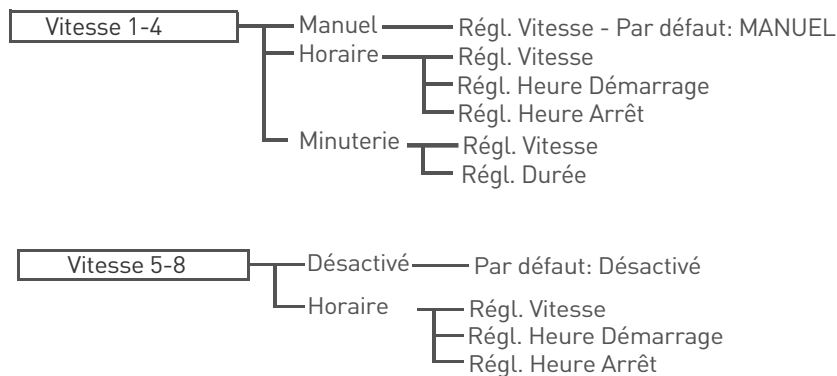 Vitesse 1-4
Manuel
Régl. Vitesse - Par défaut: MANUEL
Horaire
Régl. Vitesse
Régl. Heure Démarrage
Régl. Heure Arrêt
Minuterie
Régl. Vitesse
Régl. Durée
Vitesse 5-8
Désactivé
Par défaut: Désactivé
Horaire
Régl. Vitesse
Régl. Heure Démarrage
Régl. Heure Arrêt